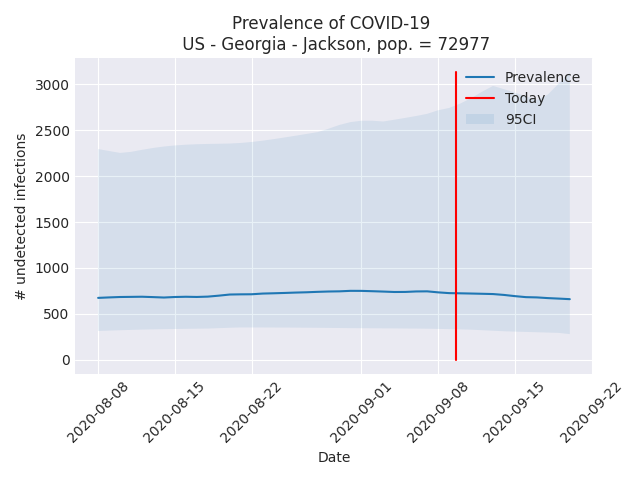 Prevalence of COVID-19
US - Georgia - Jackson, pop. = 72977
Prevalence
Today
95CI
3000
2500
2000
1500
1000
500
0
# undetected infections
2020-08-08
2020-08-15
2020-08-22
2020-09-01
2020-09-08
2020-09-15
2020-09-22
Date